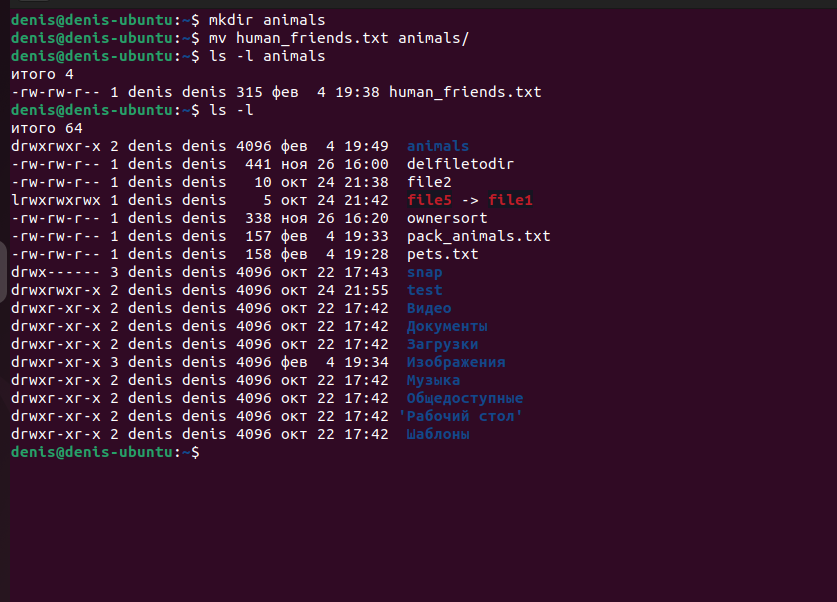 denis@denis-ubuntu:~$ mkdir animals
denis@denis-ubuntu:~$ mv human_friends.txt animals/
denis@denis-ubuntu:~$ ls -l animals
итого 4
-rw-rw-r-- 1 denis denis 315 фев  4 19:38 human_friends.txt
denis@denis-ubuntu:~$ ls -l
итого 64
drwxrwxr-x 2 denis denis 4096 фев  4 19:49  animals
-rw-rw-r-- 1 denis denis  441 ноя 26 16:00  delfiletodir
-rw-rw-r-- 1 denis denis   10 окт 24 21:38  file2
lrwxrwxrwx 1 denis denis    5 окт 24 21:42  file5 -> file1
-rw-rw-r-- 1 denis denis  338 ноя 26 16:20  ownersort
-rw-rw-r-- 1 denis denis  157 фев  4 19:33  pack_animals.txt
-rw-rw-r-- 1 denis denis  158 фев  4 19:28  pets.txt
drwx------ 3 denis denis 4096 окт 22 17:43  snap
drwxrwxr-x 2 denis denis 4096 окт 24 21:55  test
drwxr-xr-x 2 denis denis 4096 окт 22 17:42  Видео
drwxr-xr-x 2 denis denis 4096 окт 22 17:42  Документы
drwxr-xr-x 2 denis denis 4096 окт 22 17:42  Загрузки
drwxr-xr-x 3 denis denis 4096 фев  4 19:34  Изображения
drwxr-xr-x 2 denis denis 4096 окт 22 17:42  Музыка
drwxr-xr-x 2 denis denis 4096 окт 22 17:42  Общедоступные
drwxr-xr-x 2 denis denis 4096 окт 22 17:42 'Рабочий стол'
drwxr-xr-x 2 denis denis 4096 окт 22 17:42  Шаблоны
denis@denis-ubuntu:~$